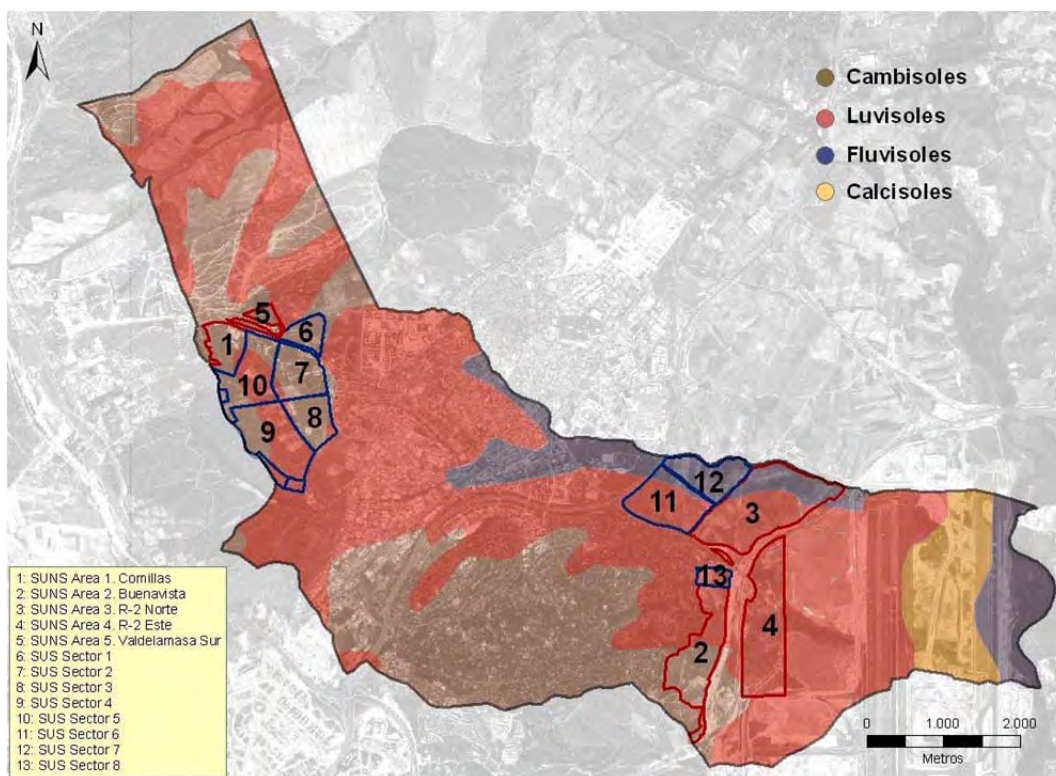 N
Cambisoles
Luvisoles
Fluvisoles
Calcisoles
5
6
1
7
10
8
9
12
11
3
13
4
2
1: SUNS Area 1. Comillas
2: SUNS Area 2. Buenavista
3: SUNS Area 3. R-2 Norte
4: SUNS Area 4. R-2 Este
5: SUNS Area 5. Valdelamasa Sur
6: SUS Sector 1
7: SUS Sector 2
8: SUS Sector 3
9: SUS Sector 4
10: SUS Sector 5
11: SUS Sector 6
12: SUS Sector 7
13: SUS Sector 8
0 1.000 2.000
Metros